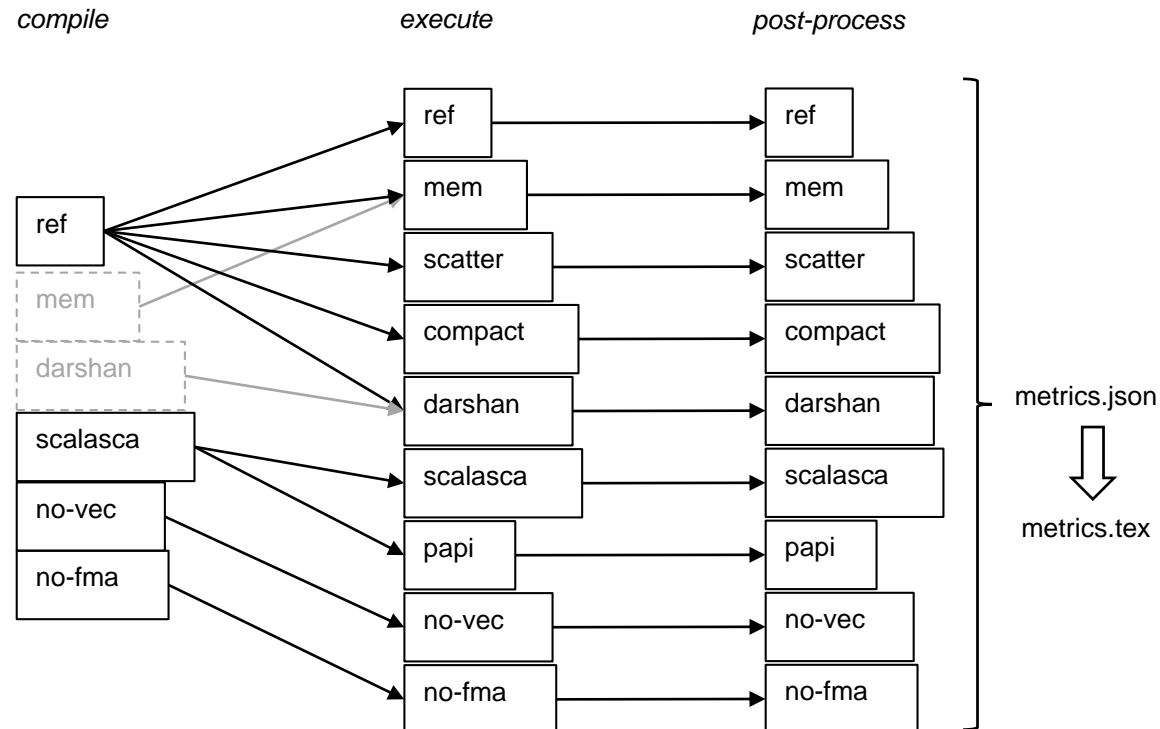 compile
execute
post-process
ref
mem
darshan
scalasca
no-vec
no-fma
ref
mem
scatter
compact
darshan
scalasca
papi
no-vec
no-fma
ref
mem
scatter
compact
darshan
scalasca
papi
no-vec
no-fma
metrics.json
metrics.tex